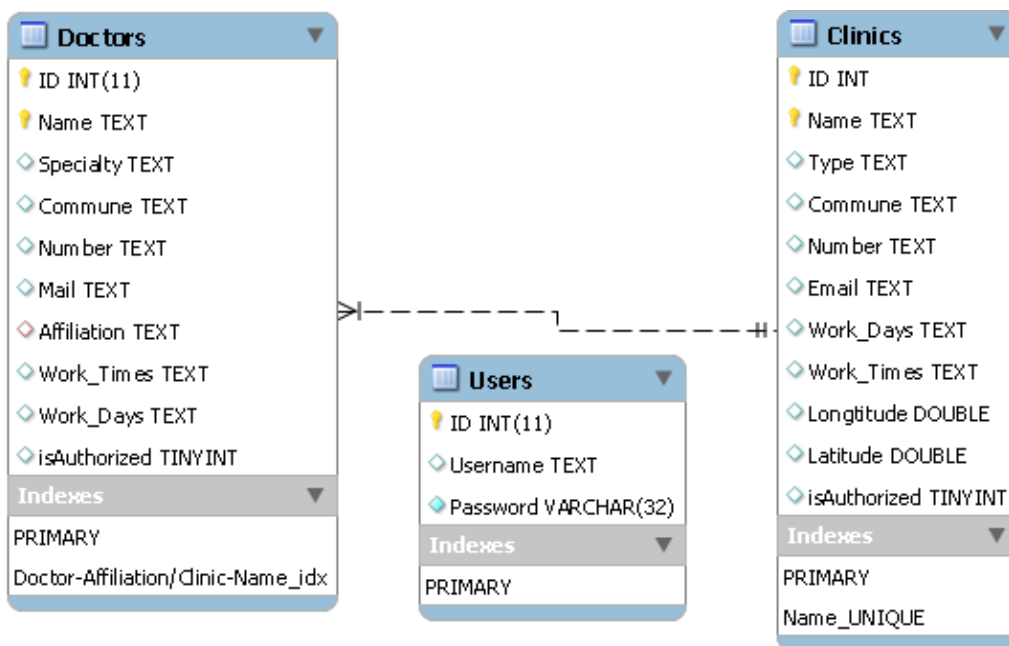 Doctors
ID INT(11)
Name TEXT
Specialty TEXT
Commune TEXT
Number TEXT
Mail TEXT
Affiliation TEXT
Work_Times TEXT
Work_Days TEXT
isAuthorized TINYINT
Indexes
PRIMARY
Doctor-Affiliation/Clinic-Name_idx
Users
ID INT(11)
Username TEXT
Password VARCHAR(32)
Indexes
PRIMARY
Clinics
ID INT
Name TEXT
Type TEXT
Commune TEXT
Number TEXT
Email TEXT
Work_Days TEXT
Work_Times TEXT
Longtitude DOUBLE
Latitude DOUBLE
isAuthorized TINYINT
Indexes
PRIMARY
Name_UNIQUE